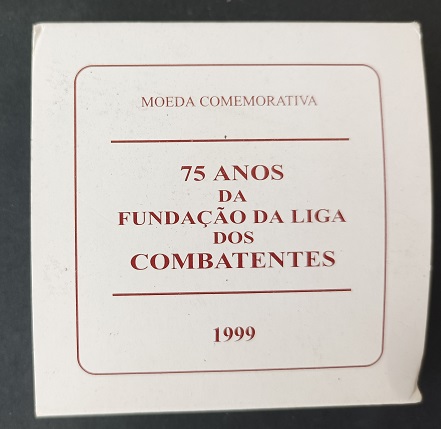 MOEDA COMEMORATIVA
75 ANOS
DA
FUNDAÇÃO DA LIGA
DOS
COMBATENTES
1999